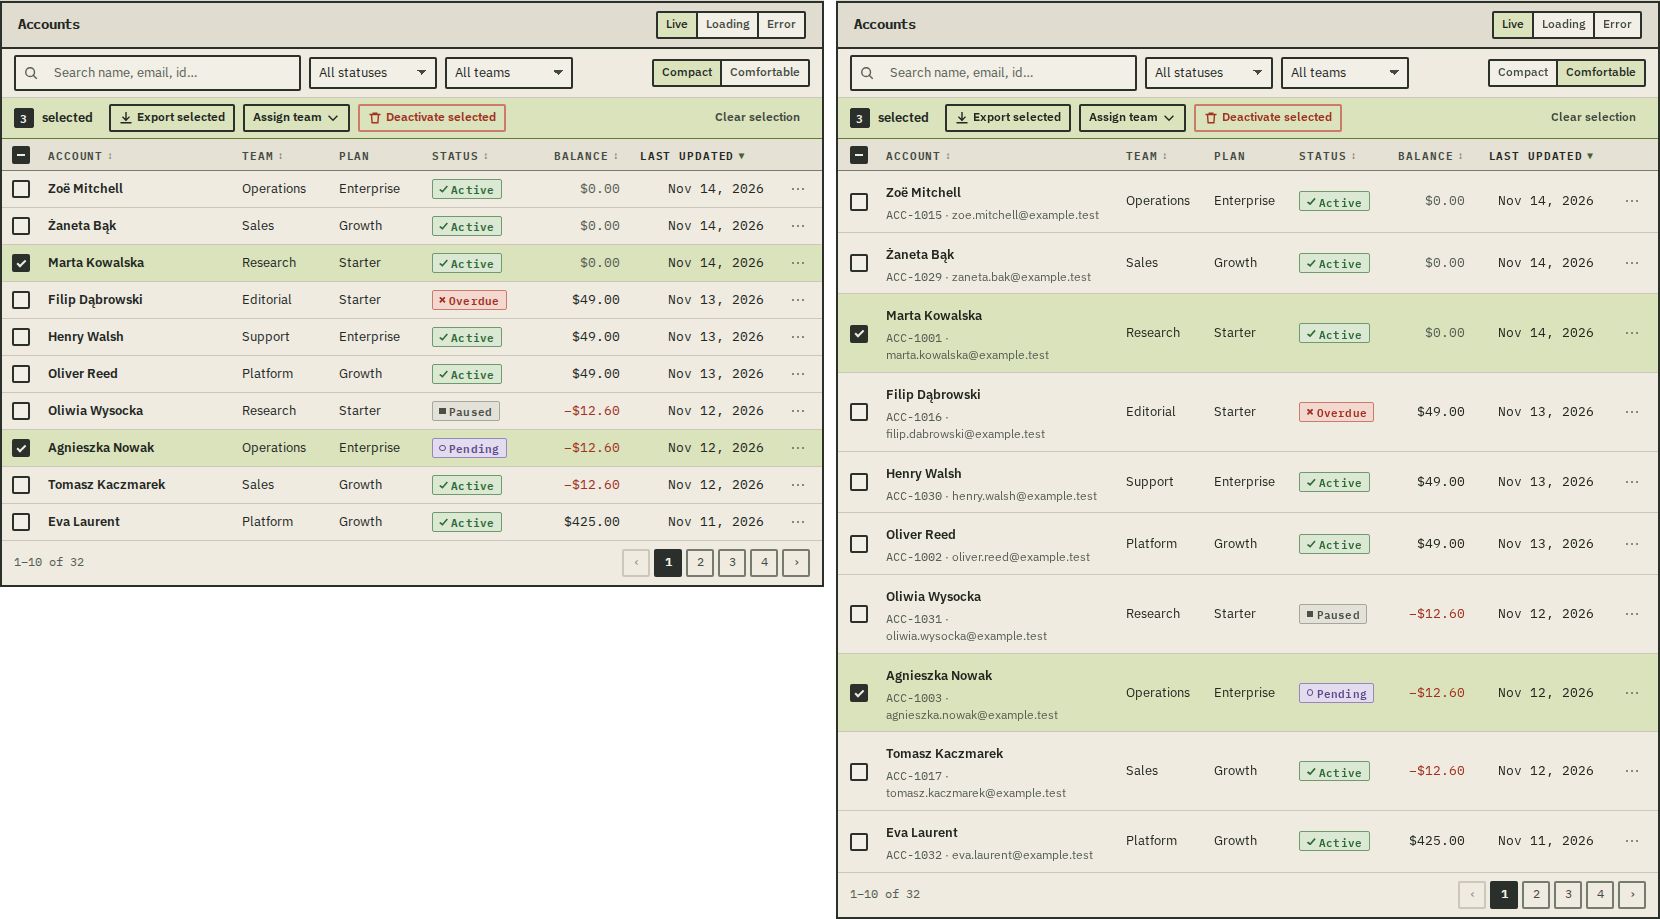 Accounts
Live Loading Error
Search name, email, id… All statuses All teams Compact Comfortable
3 selected Export selected Assign team Deactivate selected Clear selection
ACCOUNT ↕ TEAM ↕ PLAN STATUS ↕ BALANCE ↕ LAST UPDATED ▼
Zoë Mitchell Operations Enterprise Active $0.00 Nov 14, 2026 ···
Żaneta Bąk Sales Growth Active $0.00 Nov 14, 2026 ···
Marta Kowalska Research Starter Active $0.00 Nov 14, 2026 ···
Filip Dąbrowski Editorial Starter Overdue $49.00 Nov 13, 2026 ···
Henry Walsh Support Enterprise Active $49.00 Nov 13, 2026 ···
Oliver Reed Platform Growth Active $49.00 Nov 13, 2026 ···
Oliwia Wysocka Research Starter Paused −$12.60 Nov 12, 2026 ···
Agnieszka Nowak Operations Enterprise Pending −$12.60 Nov 12, 2026 ···
Tomasz Kaczmarek Sales Growth Active −$12.60 Nov 12, 2026 ···
Eva Laurent Platform Growth Active $425.00 Nov 11, 2026 ···
1–10 of 32 ‹ 1 2 3 4 ›
Accounts
Live Loading Error
Search name, email, id… All statuses All teams Compact Comfortable
3 selected Export selected Assign team Deactivate selected Clear selection
ACCOUNT ↕ TEAM ↕ PLAN STATUS ↕ BALANCE ↕ LAST UPDATED ▼
Zoë Mitchell
ACC-1015 · zoe.mitchell@example.test
Operations Enterprise Active $0.00 Nov 14, 2026 ···
Żaneta Bąk
ACC-1029 · zaneta.bak@example.test
Sales Growth Active $0.00 Nov 14, 2026 ···
Marta Kowalska
ACC-1001 ·
marta.kowalska@example.test
Research Starter Active $0.00 Nov 14, 2026 ···
Filip Dąbrowski
ACC-1016 ·
filip.dabrowski@example.test
Editorial Starter Overdue $49.00 Nov 13, 2026 ···
Henry Walsh
ACC-1030 · henry.walsh@example.test
Support Enterprise Active $49.00 Nov 13, 2026 ···
Oliver Reed
ACC-1002 · oliver.reed@example.test
Platform Growth Active $49.00 Nov 13, 2026 ···
Oliwia Wysocka
ACC-1031 ·
oliwia.wysocka@example.test
Research Starter Paused −$12.60 Nov 12, 2026 ···
Agnieszka Nowak
ACC-1003 ·
agnieszka.nowak@example.test
Operations Enterprise Pending −$12.60 Nov 12, 2026 ···
Tomasz Kaczmarek
ACC-1017 ·
tomasz.kaczmarek@example.test
Sales Growth Active −$12.60 Nov 12, 2026 ···
Eva Laurent
ACC-1032 · eva.laurent@example.test
Platform Growth Active $425.00 Nov 11, 2026 ···
1–10 of 32 ‹ 1 2 3 4 ›